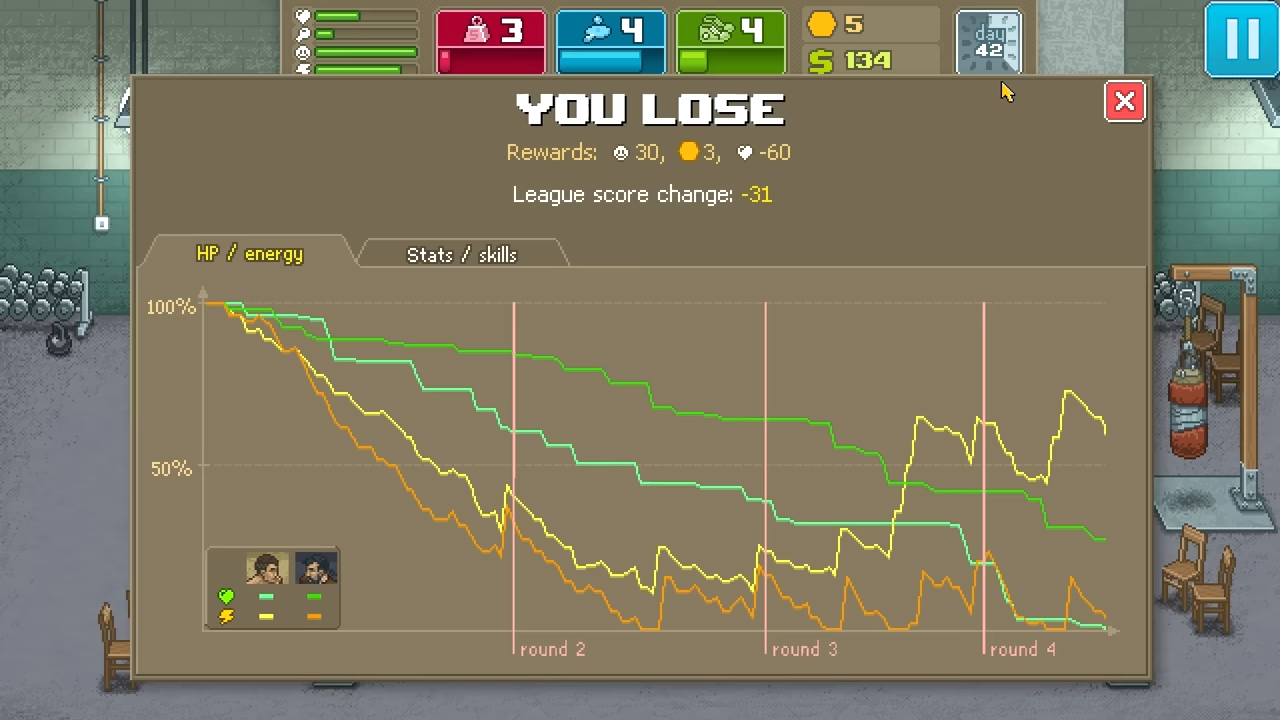 3
4
4
5
134
day
42
YOU LOSE
Rewards: 30, 3, -60
League score change: -31
HP / energy
Stats / skills
100%
50%
round 2
round 3
round 4